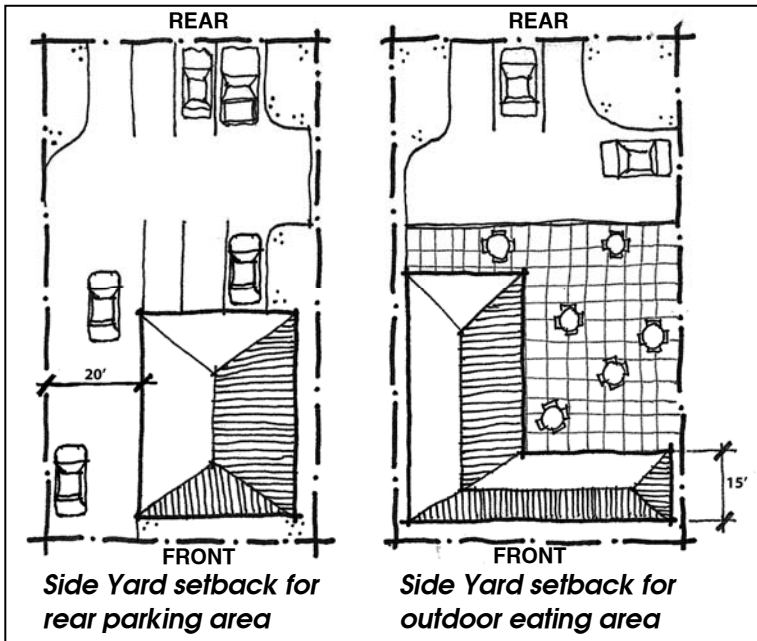 REAR
REAR
20'
15'
FRONT
FRONT
Side Yard setback for
rear parking area
Side Yard setback for
outdoor eating area